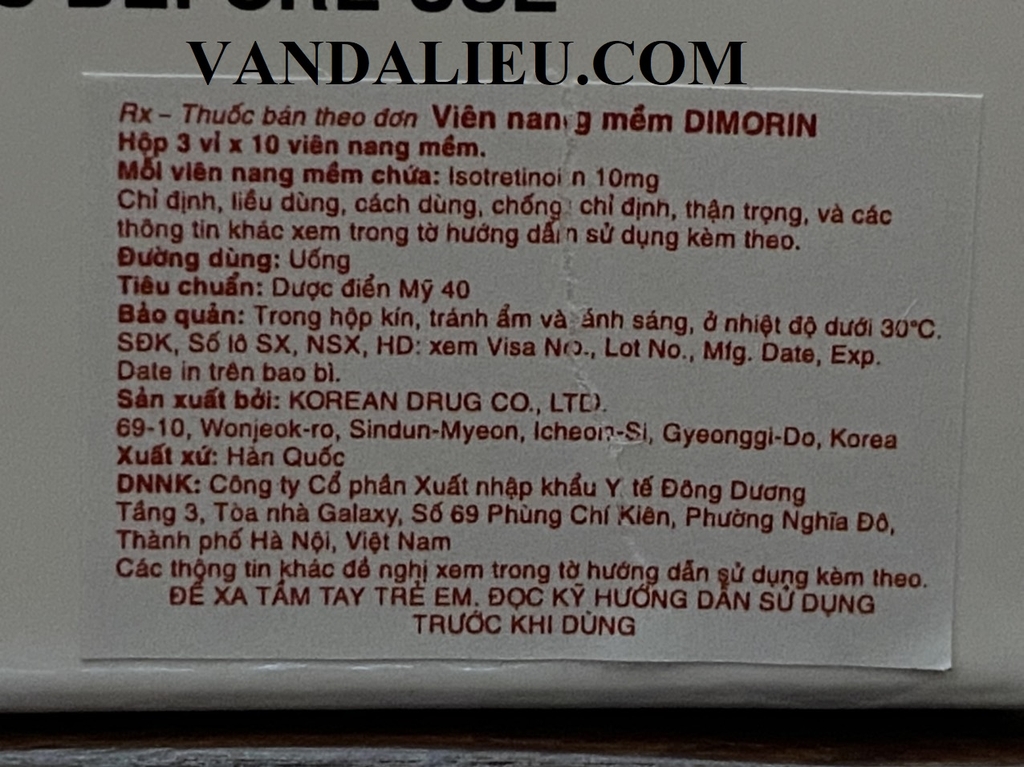 BEFORE USE
VANDALIEU.COM
Rx – Thuốc bán theo đơn Viên nang mềm DIMORIN
Hộp 3 vỉ x 10 viên nang mềm.
Mỗi viên nang mềm chứa: Isotretinoin 10mg
Chỉ định, liều dùng, cách dùng, chống chỉ định, thận trọng, và các
thông tin khác xem trong tờ hướng dẫn sử dụng kèm theo.
Đường dùng: Uống
Tiêu chuẩn: Dược điển Mỹ 40
Bảo quản: Trong hộp kín, tránh ẩm và ánh sáng, ở nhiệt độ dưới 30°C.
SĐK, Số lô SX, NSX, HD: xem Visa No., Lot No., Mfg. Date, Exp.
Date in trên bao bì.
Sản xuất bởi: KOREAN DRUG CO., LTD.
69-10, Wonjeok-ro, Sindun-Myeon, Icheon-Si, Gyeonggi-Do, Korea
Xuất xứ: Hàn Quốc
DNNK: Công ty Cổ phần Xuất nhập khẩu Y tế Đông Dương
Tầng 3, Tòa nhà Galaxy, Số 69 Phùng Chí Kiên, Phường Nghĩa Đô,
Thành phố Hà Nội, Việt Nam
Các thông tin khác đề nghị xem trong tờ hướng dẫn sử dụng kèm theo.
ĐỂ XA TẦM TAY TRẺ EM. ĐỌC KỸ HƯỚNG DẪN SỬ DỤNG
TRƯỚC KHI DÙNG